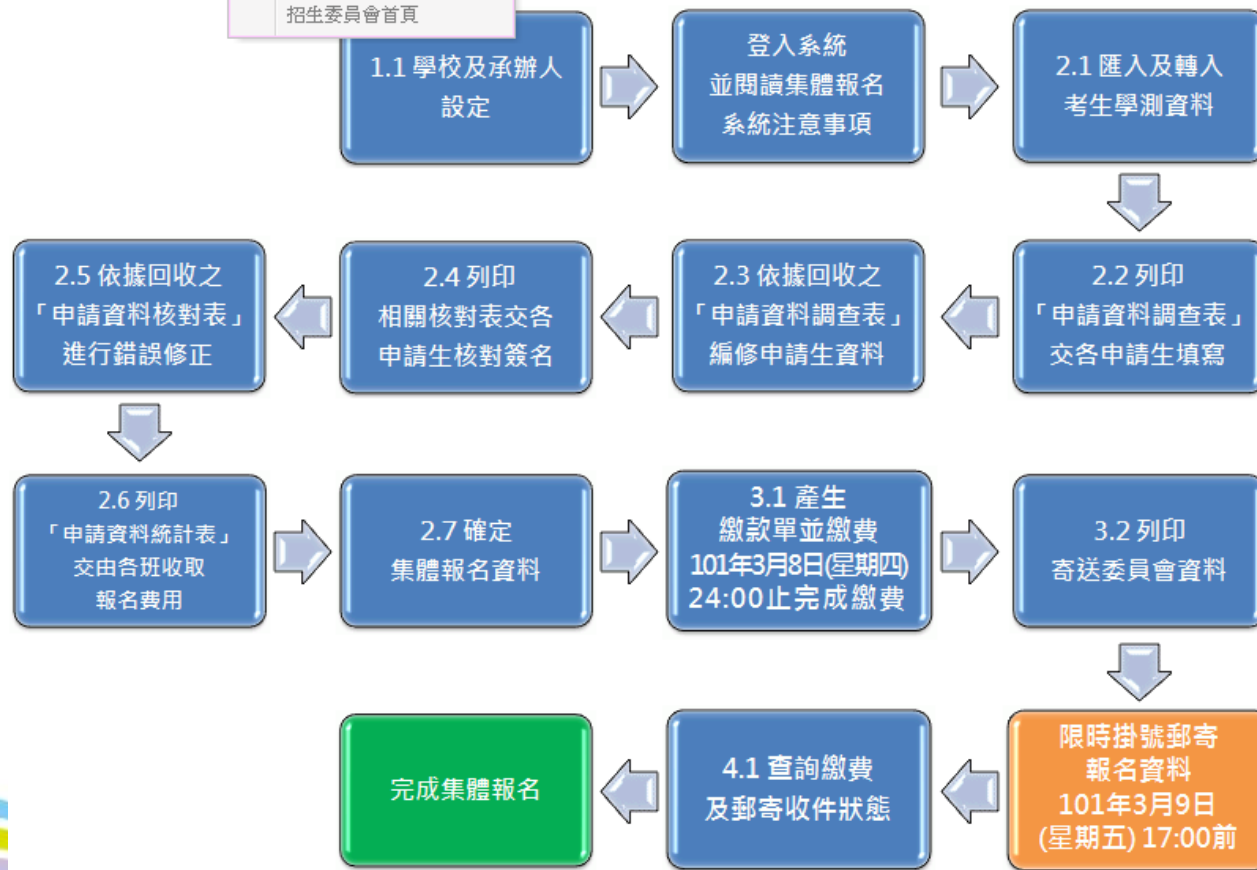 招生委員會首頁
1.1 學校及承辦人
設定
登入系統
並閱讀集體報名
系統注意事項
2.1 匯入及轉入
考生學測資料
2.2 列印
「申請資料調查表」
交各申請生填寫
2.3 依據回收之
「申請資料調查表」
編修申請生資料
2.4 列印
相關核對表交各
申請生核對簽名
2.5 依據回收之
「申請資料核對表」
進行錯誤修正
2.6 列印
「申請資料統計表」
交由各班收取
報名費用
2.7 確定
集體報名資料
3.1 產生
繳款單並繳費
101年3月8日(星期四)
24:00止完成繳費
3.2 列印
寄送委員會資料
限時掛號郵寄
報名資料
101年3月9日
(星期五) 17:00前
4.1 查詢繳費
及郵寄收件狀態
完成集體報名